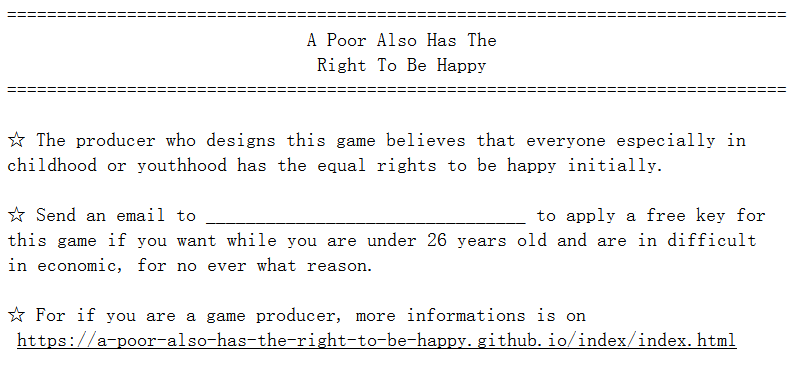 ==============================================================================
A Poor Also Has The
Right To Be Happy
==============================================================================
☆ The producer who designs this game believes that everyone especially in
childhood or youthhood has the equal rights to be happy initially.
☆ Send an email to ________________________________ to apply a free key for
this game if you want while you are under 26 years old and are in difficult
in economic, for no ever what reason.
☆ For if you are a game producer, more informations is on
https://a-poor-also-has-the-right-to-be-happy.github.io/index/index.html